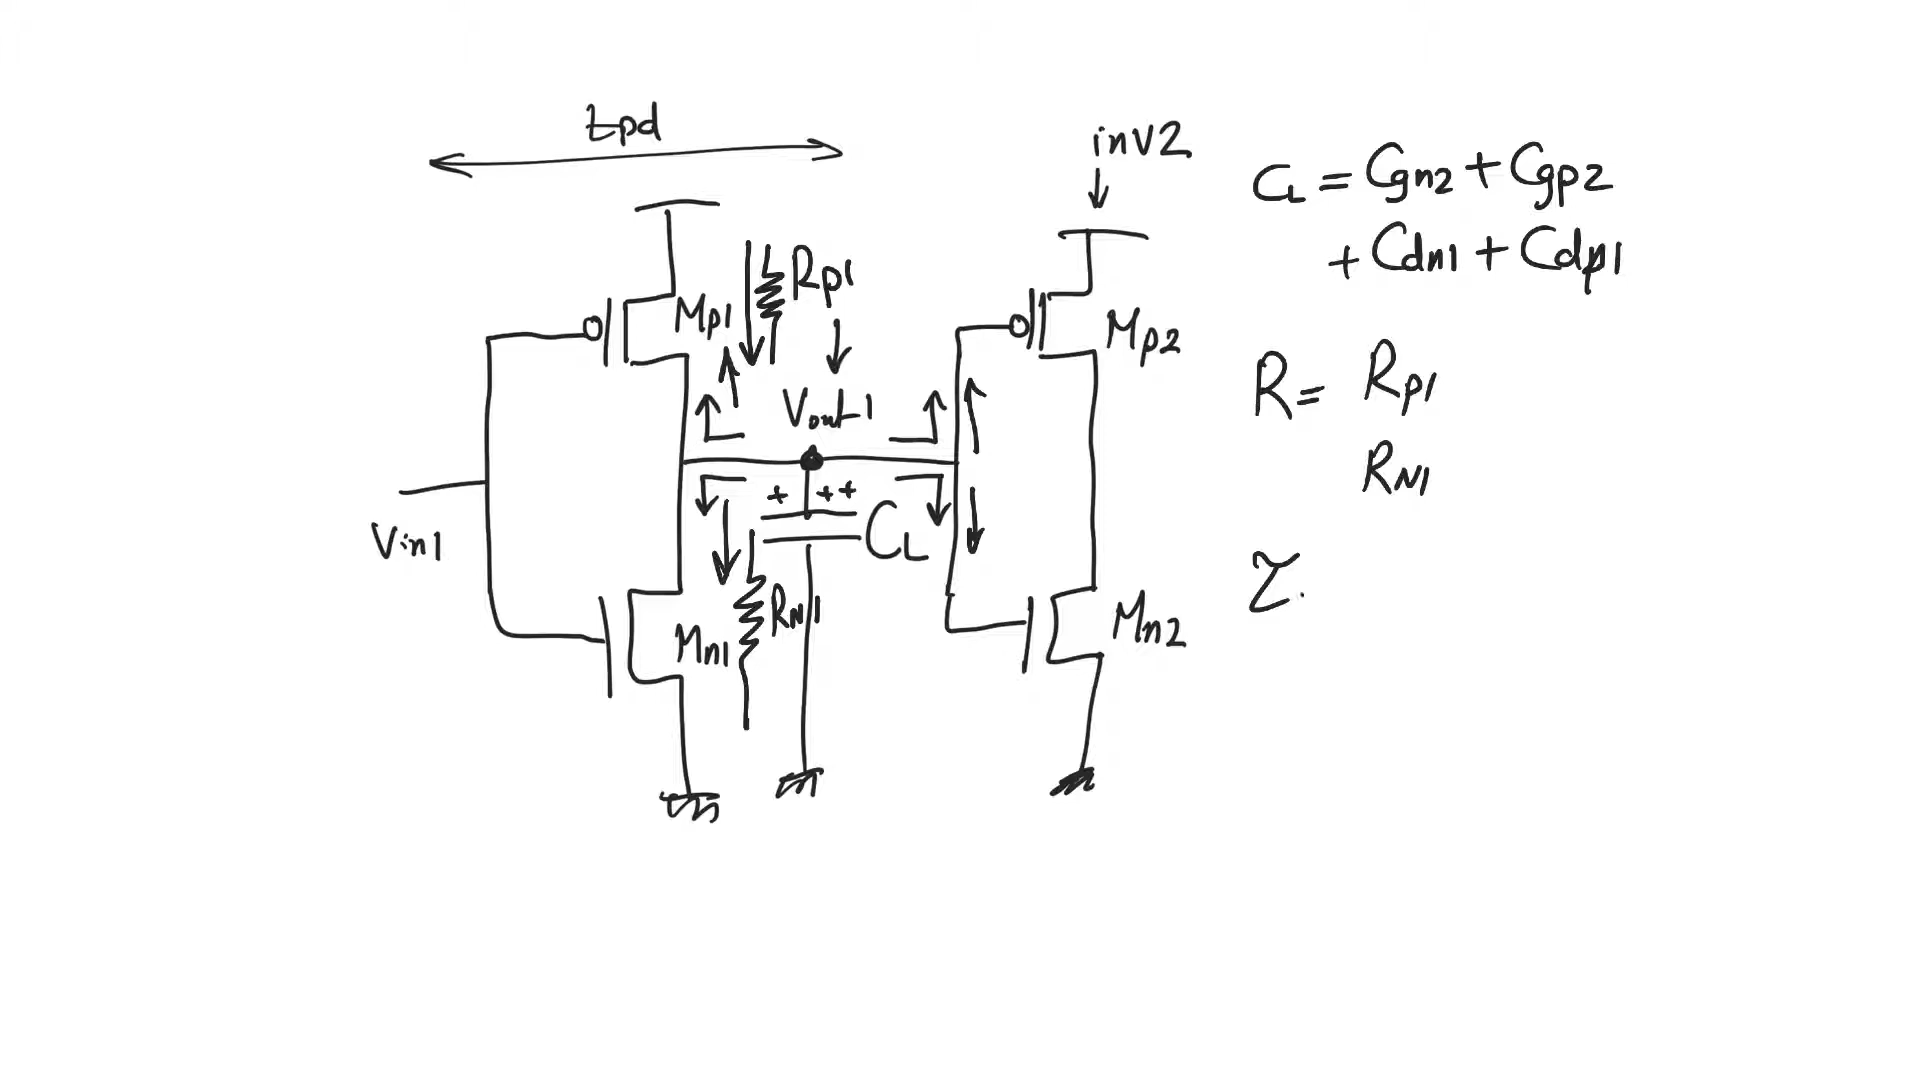 tpd
inv2
CL = Cgn2 + Cgp2
+ Cdn1 + Cdp1
Rp1
Mp1
Mp2
Vout1
R = Rp1
RN1
+ ++
CL
Vin1
RN1
Mn1
Mn2
τ